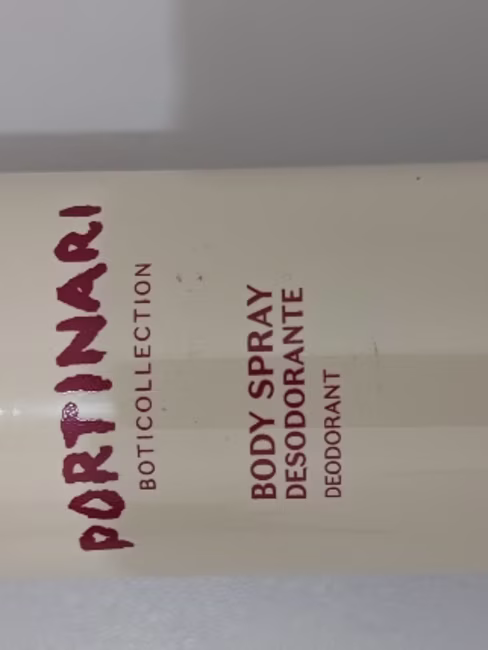 PORTINARI
BOTICOLLECTION
BODY SPRAY
DESODORANTE
DEODORANT